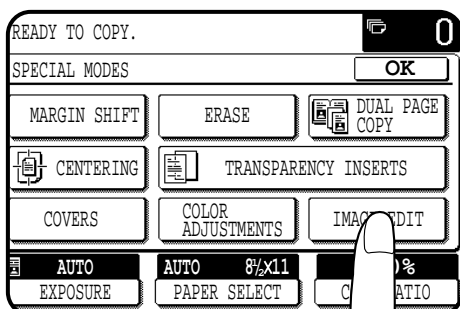 READY TO COPY. 0
SPECIAL MODES OK
MARGIN SHIFT ERASE DUAL PAGE
COPY
CENTERING TRANSPARENCY INSERTS
COVERS COLOR
ADJUSTMENTS EDIT
AUTO AUTO 8½x11 %
EXPOSURE PAPER SELECT